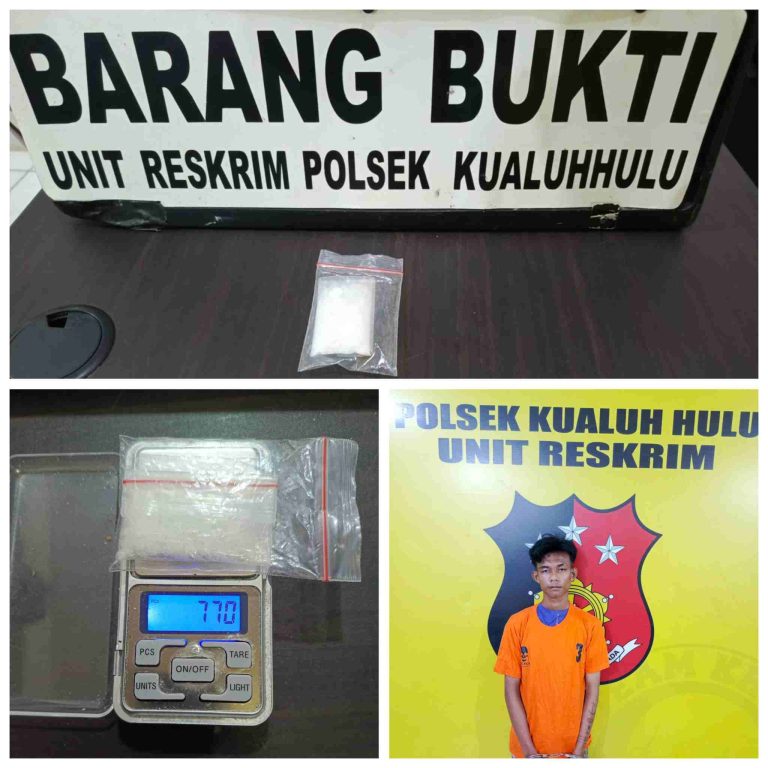 BARANG BUKTI
UNIT RESKRIM POLSEK KUALUHHULU
770
PCS
TARE
ON/OFF
UNITS
LIGHT
POLSEK KUALUH HULU
UNIT RESKRIM
3